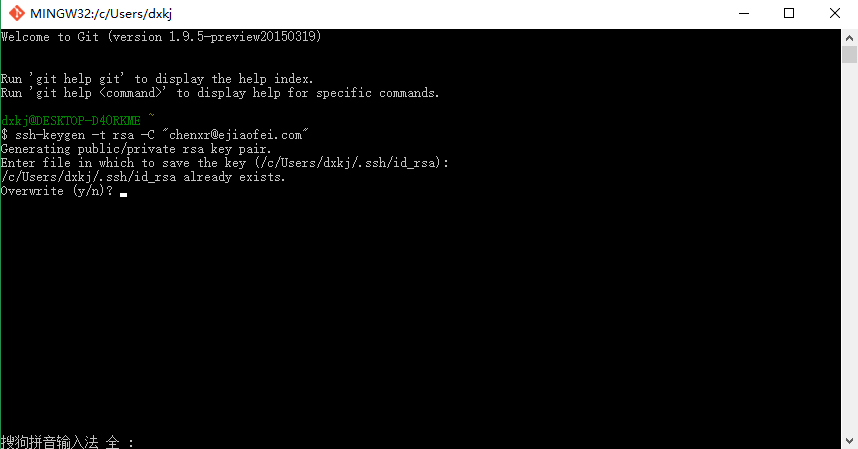 MINGW32:/c/Users/dxkj
Welcome to Git (version 1.9.5-preview20150319)
Run 'git help git' to display the help index.
Run 'git help <command>' to display help for specific commands.
dxkj@DESKTOP-D4ORKME ~
$ ssh-keygen -t rsa -C "chenxr@ejiaofei.com"
Generating public/private rsa key pair.
Enter file in which to save the key (/c/Users/dxkj/.ssh/id_rsa):
/c/Users/dxkj/.ssh/id_rsa already exists.
Overwrite (y/n)?
搜狗拼音输入法 全 :